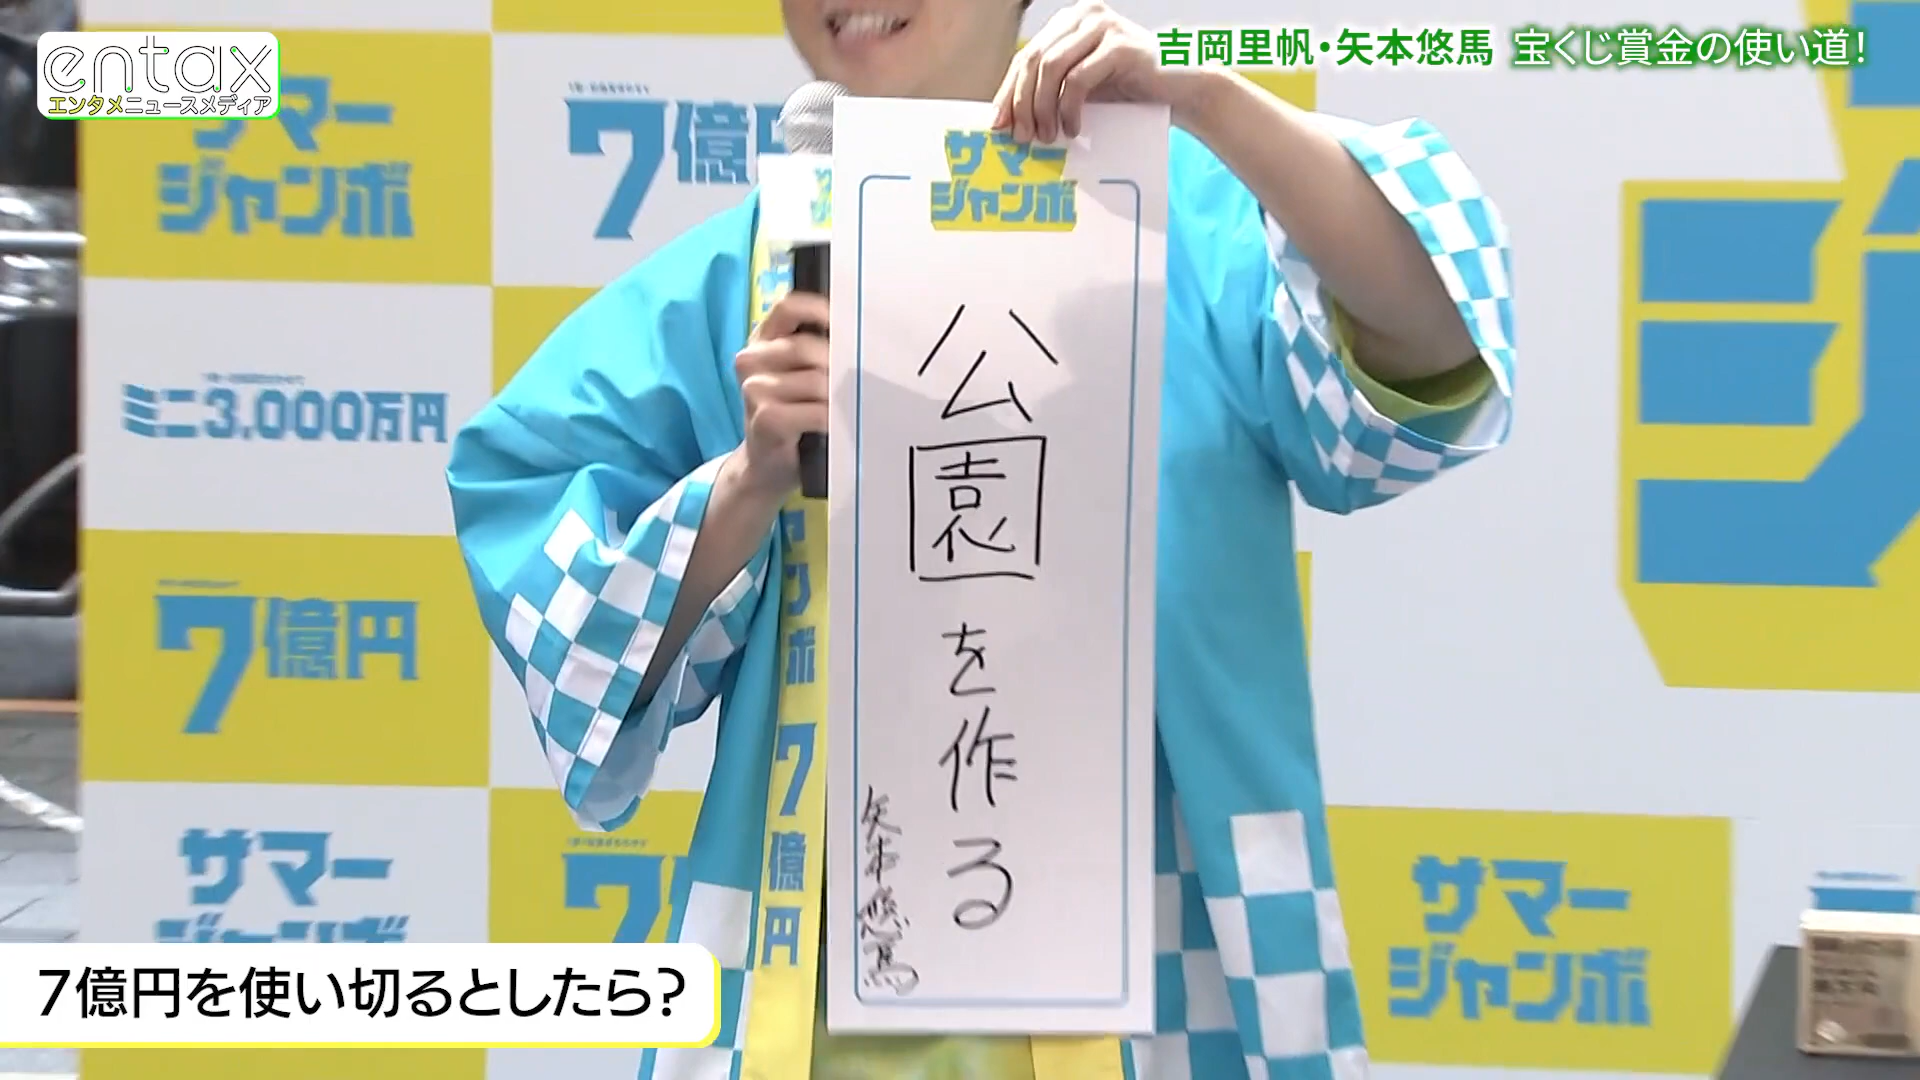 entax
エンタメニュースメディア
吉岡里帆・矢本悠馬 宝くじ賞金の使い道!
サマー
ジャンボ
7億円
サマー
ジャンボ
公園を作る
矢本悠馬
ミニ3,000万円
7億円
ャンボ 7億円
サマー
ジャンボ
7
サマー
ジャンボ
ジ
7億円を使い切るとしたら?